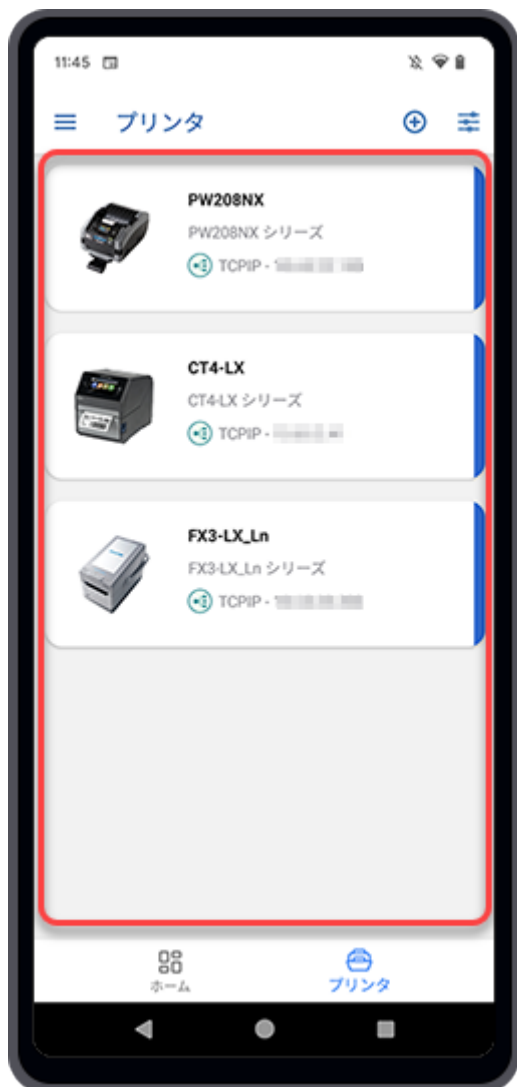 11:45
プリンタ
PW208NX
PW208NX シリーズ
TCPIP -
CT4-LX
CT4-LX シリーズ
TCPIP -
FX3-LX_Ln
FX3-LX_Ln シリーズ
TCPIP -
ホーム
プリンタ